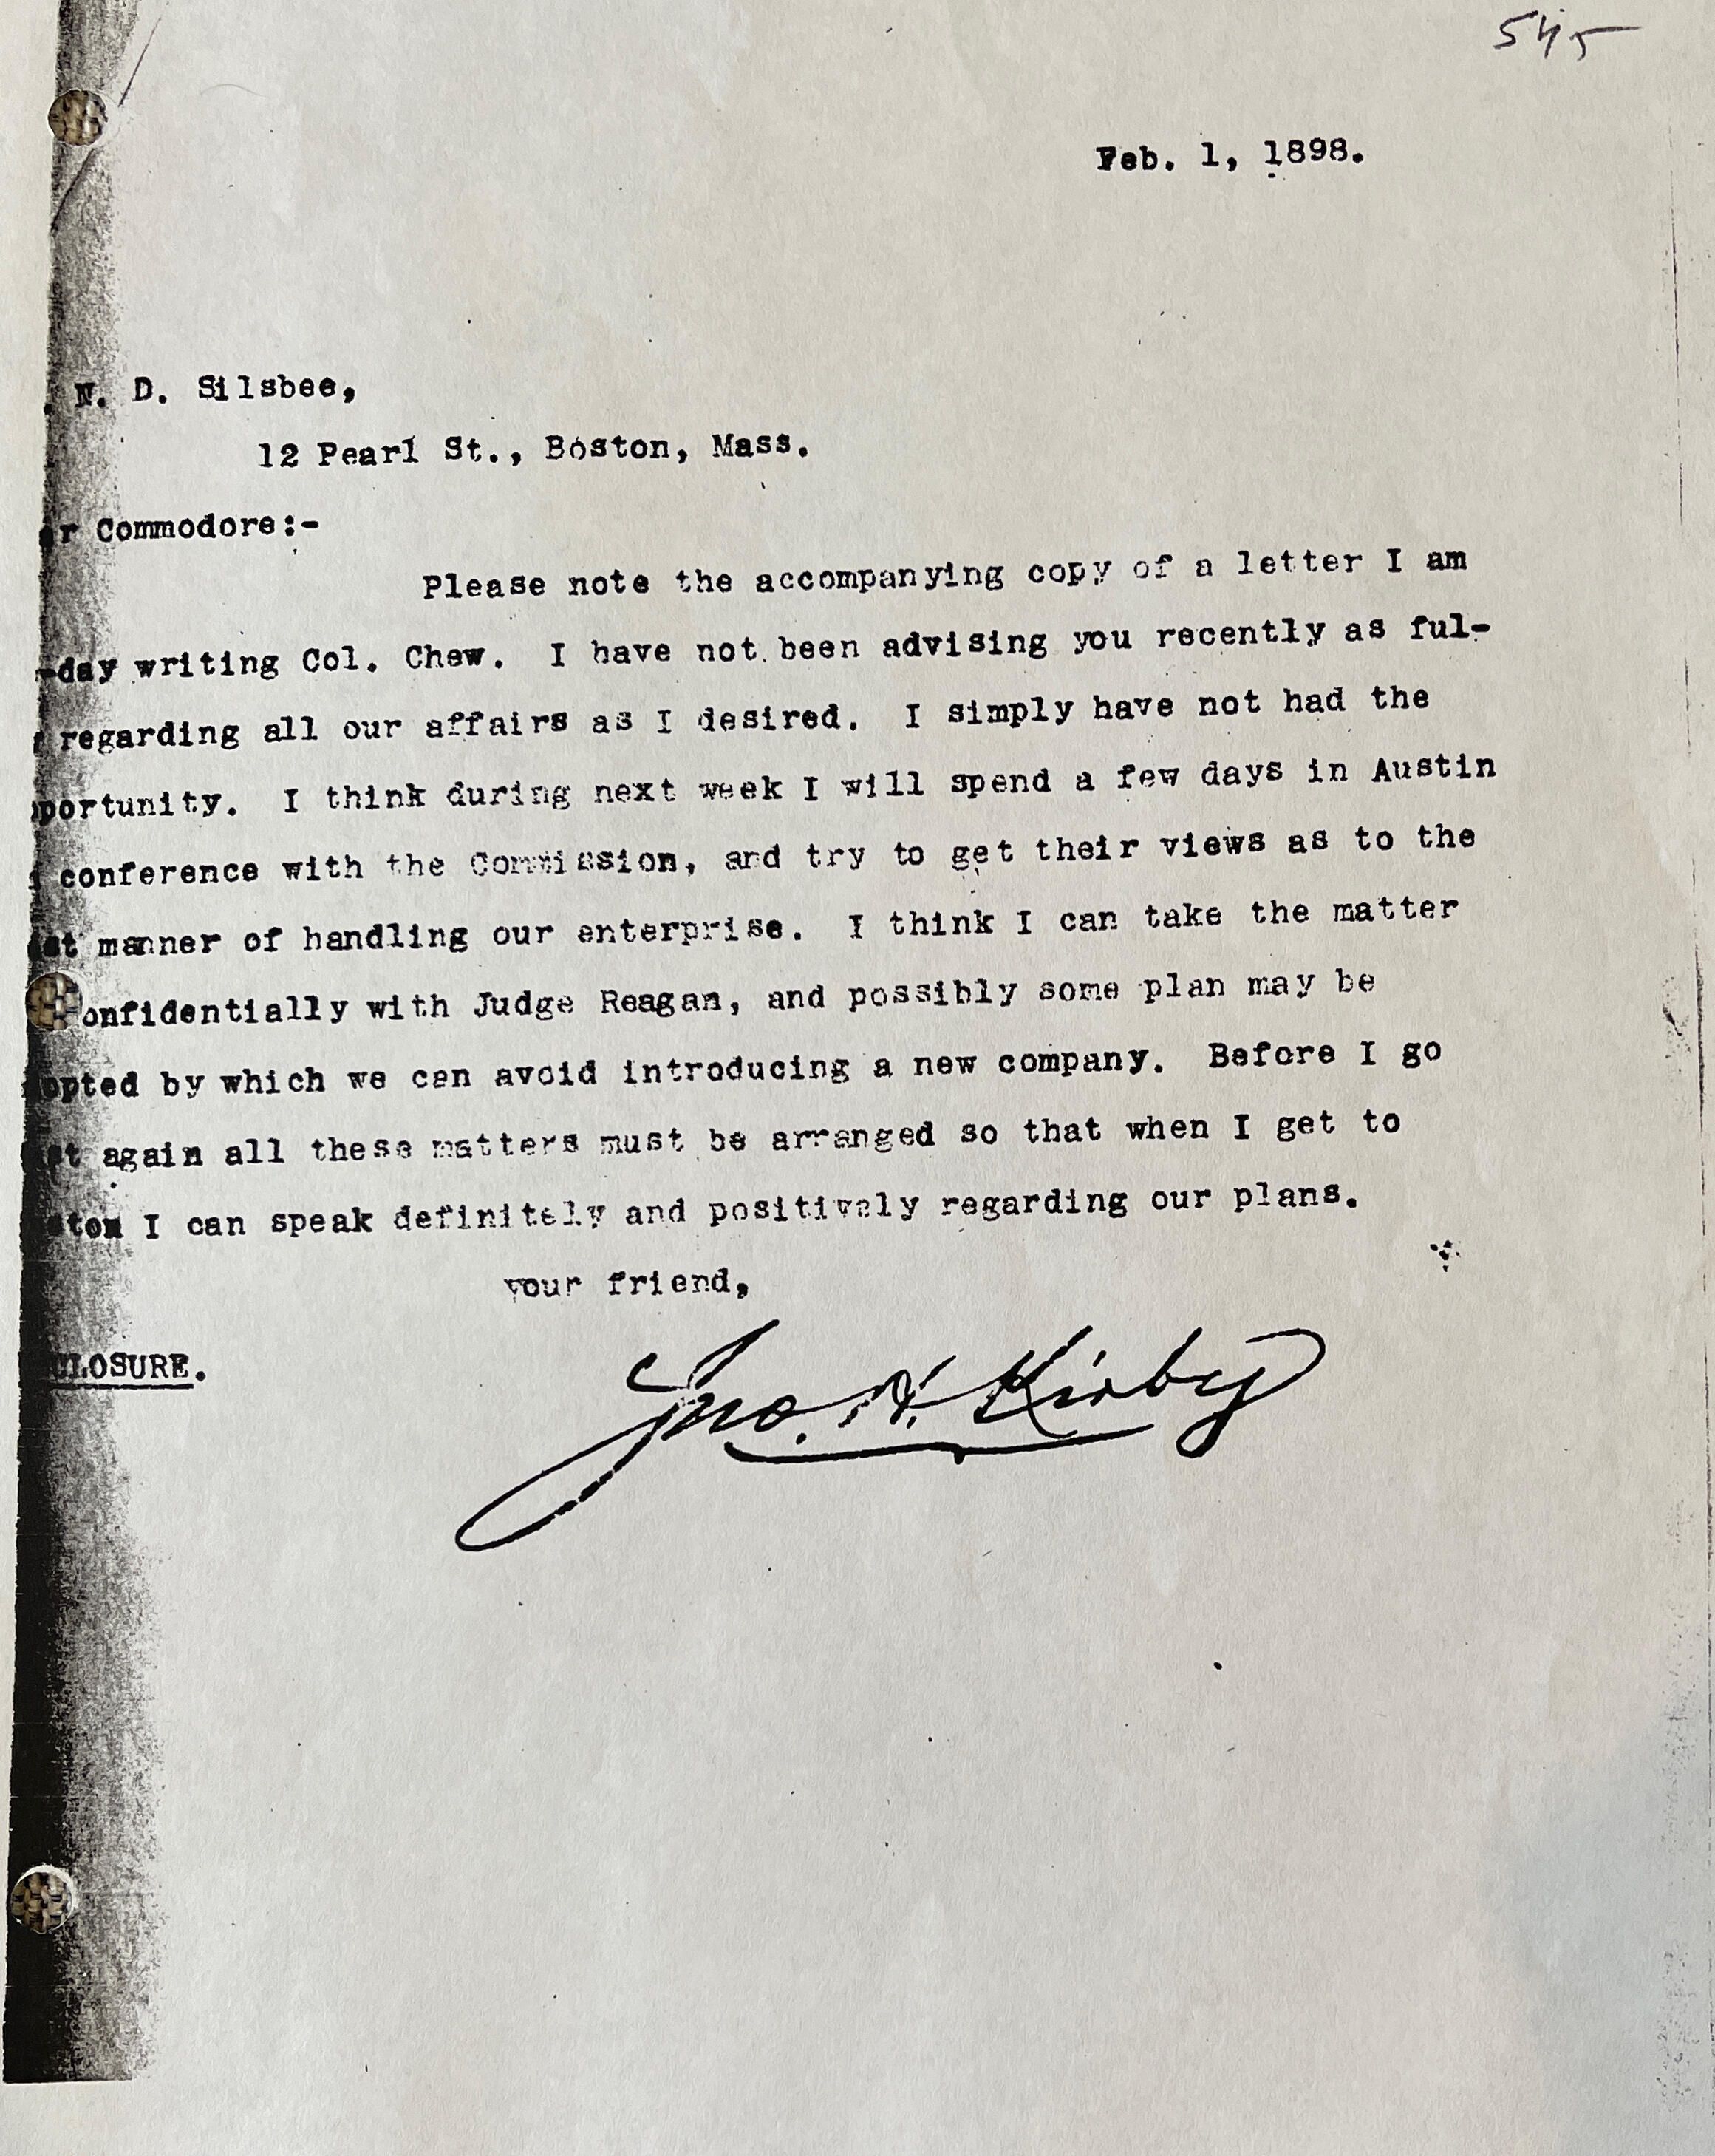 545
Feb. 1, 1898.
. N. D. Silsbee,
12 Pearl St., Boston, Mass.
r Commodore:-
Please note the accompanying copy of a letter I am
-day writing Col. Chew. I have not been advising you recently as ful-
regarding all our affairs as I desired. I simply have not had the
portunity. I think during next week I will spend a few days in Austin
conference with the Commission, and try to get their views as to the
st manner of handling our enterprise. I think I can take the matter
onfidentially with Judge Reagan, and possibly some plan may be
opted by which we can avoid introducing a new company. Before I go
st again all these matters must be arranged so that when I get to
ston I can speak definitely and positively regarding our plans.
your friend,
CLOSURE.
Jno. H. Kirby